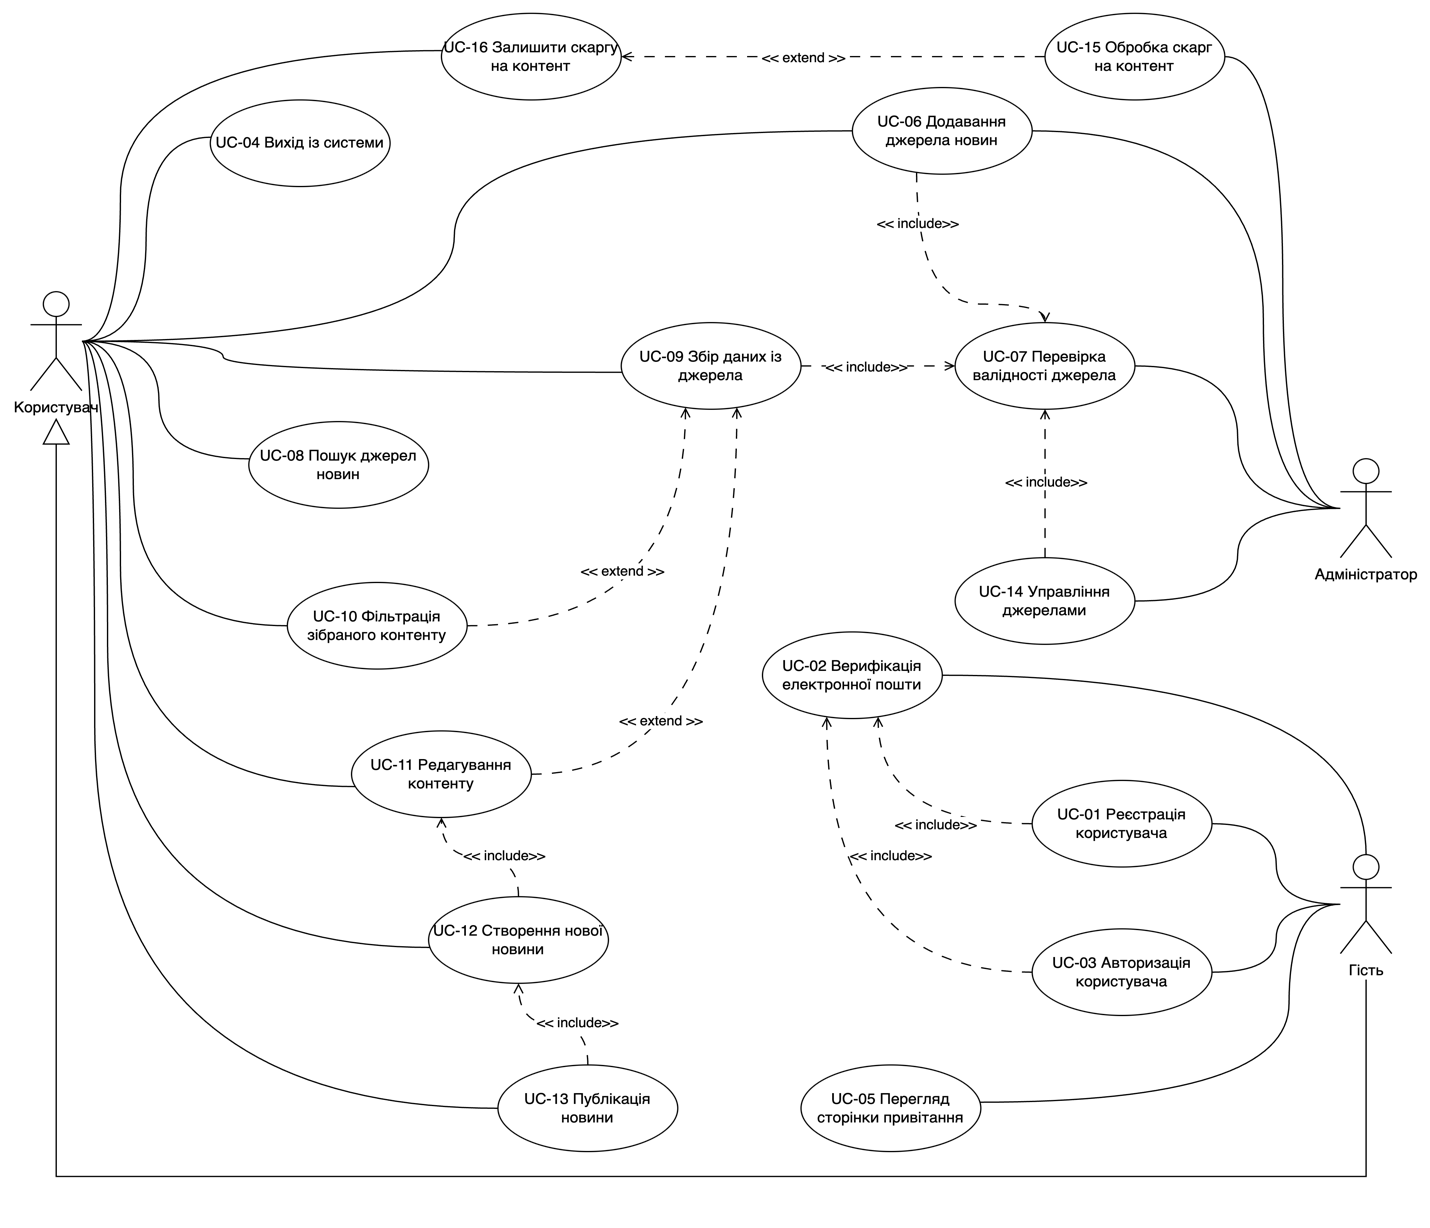 UC-16 Залишити скаргу
на контент
<< extend >>
UC-15 Обробка скарг
на контент
UC-04 Вихід із системи
UC-06 Додавання
джерела новин
<< include>>
Користувач
UC-09 Збір даних із
джерела
<< include>>
UC-07 Перевірка
валідності джерела
UC-08 Пошук джерел
новин
<< include>>
Адміністратор
<< extend >>
UC-14 Управління
джерелами
UC-10 Фільтрація
зібраного контенту
UC-02 Верифікація
електронної пошти
<< extend >>
UC-11 Редагування
контенту
<< include>>
UC-01 Реєстрація
користувача
<< include>>
<< include>>
UC-12 Створення нової
новини
UC-03 Авторизація
користувача
Гість
<< include>>
UC-13 Публікація
новини
UC-05 Перегляд
сторінки привітання